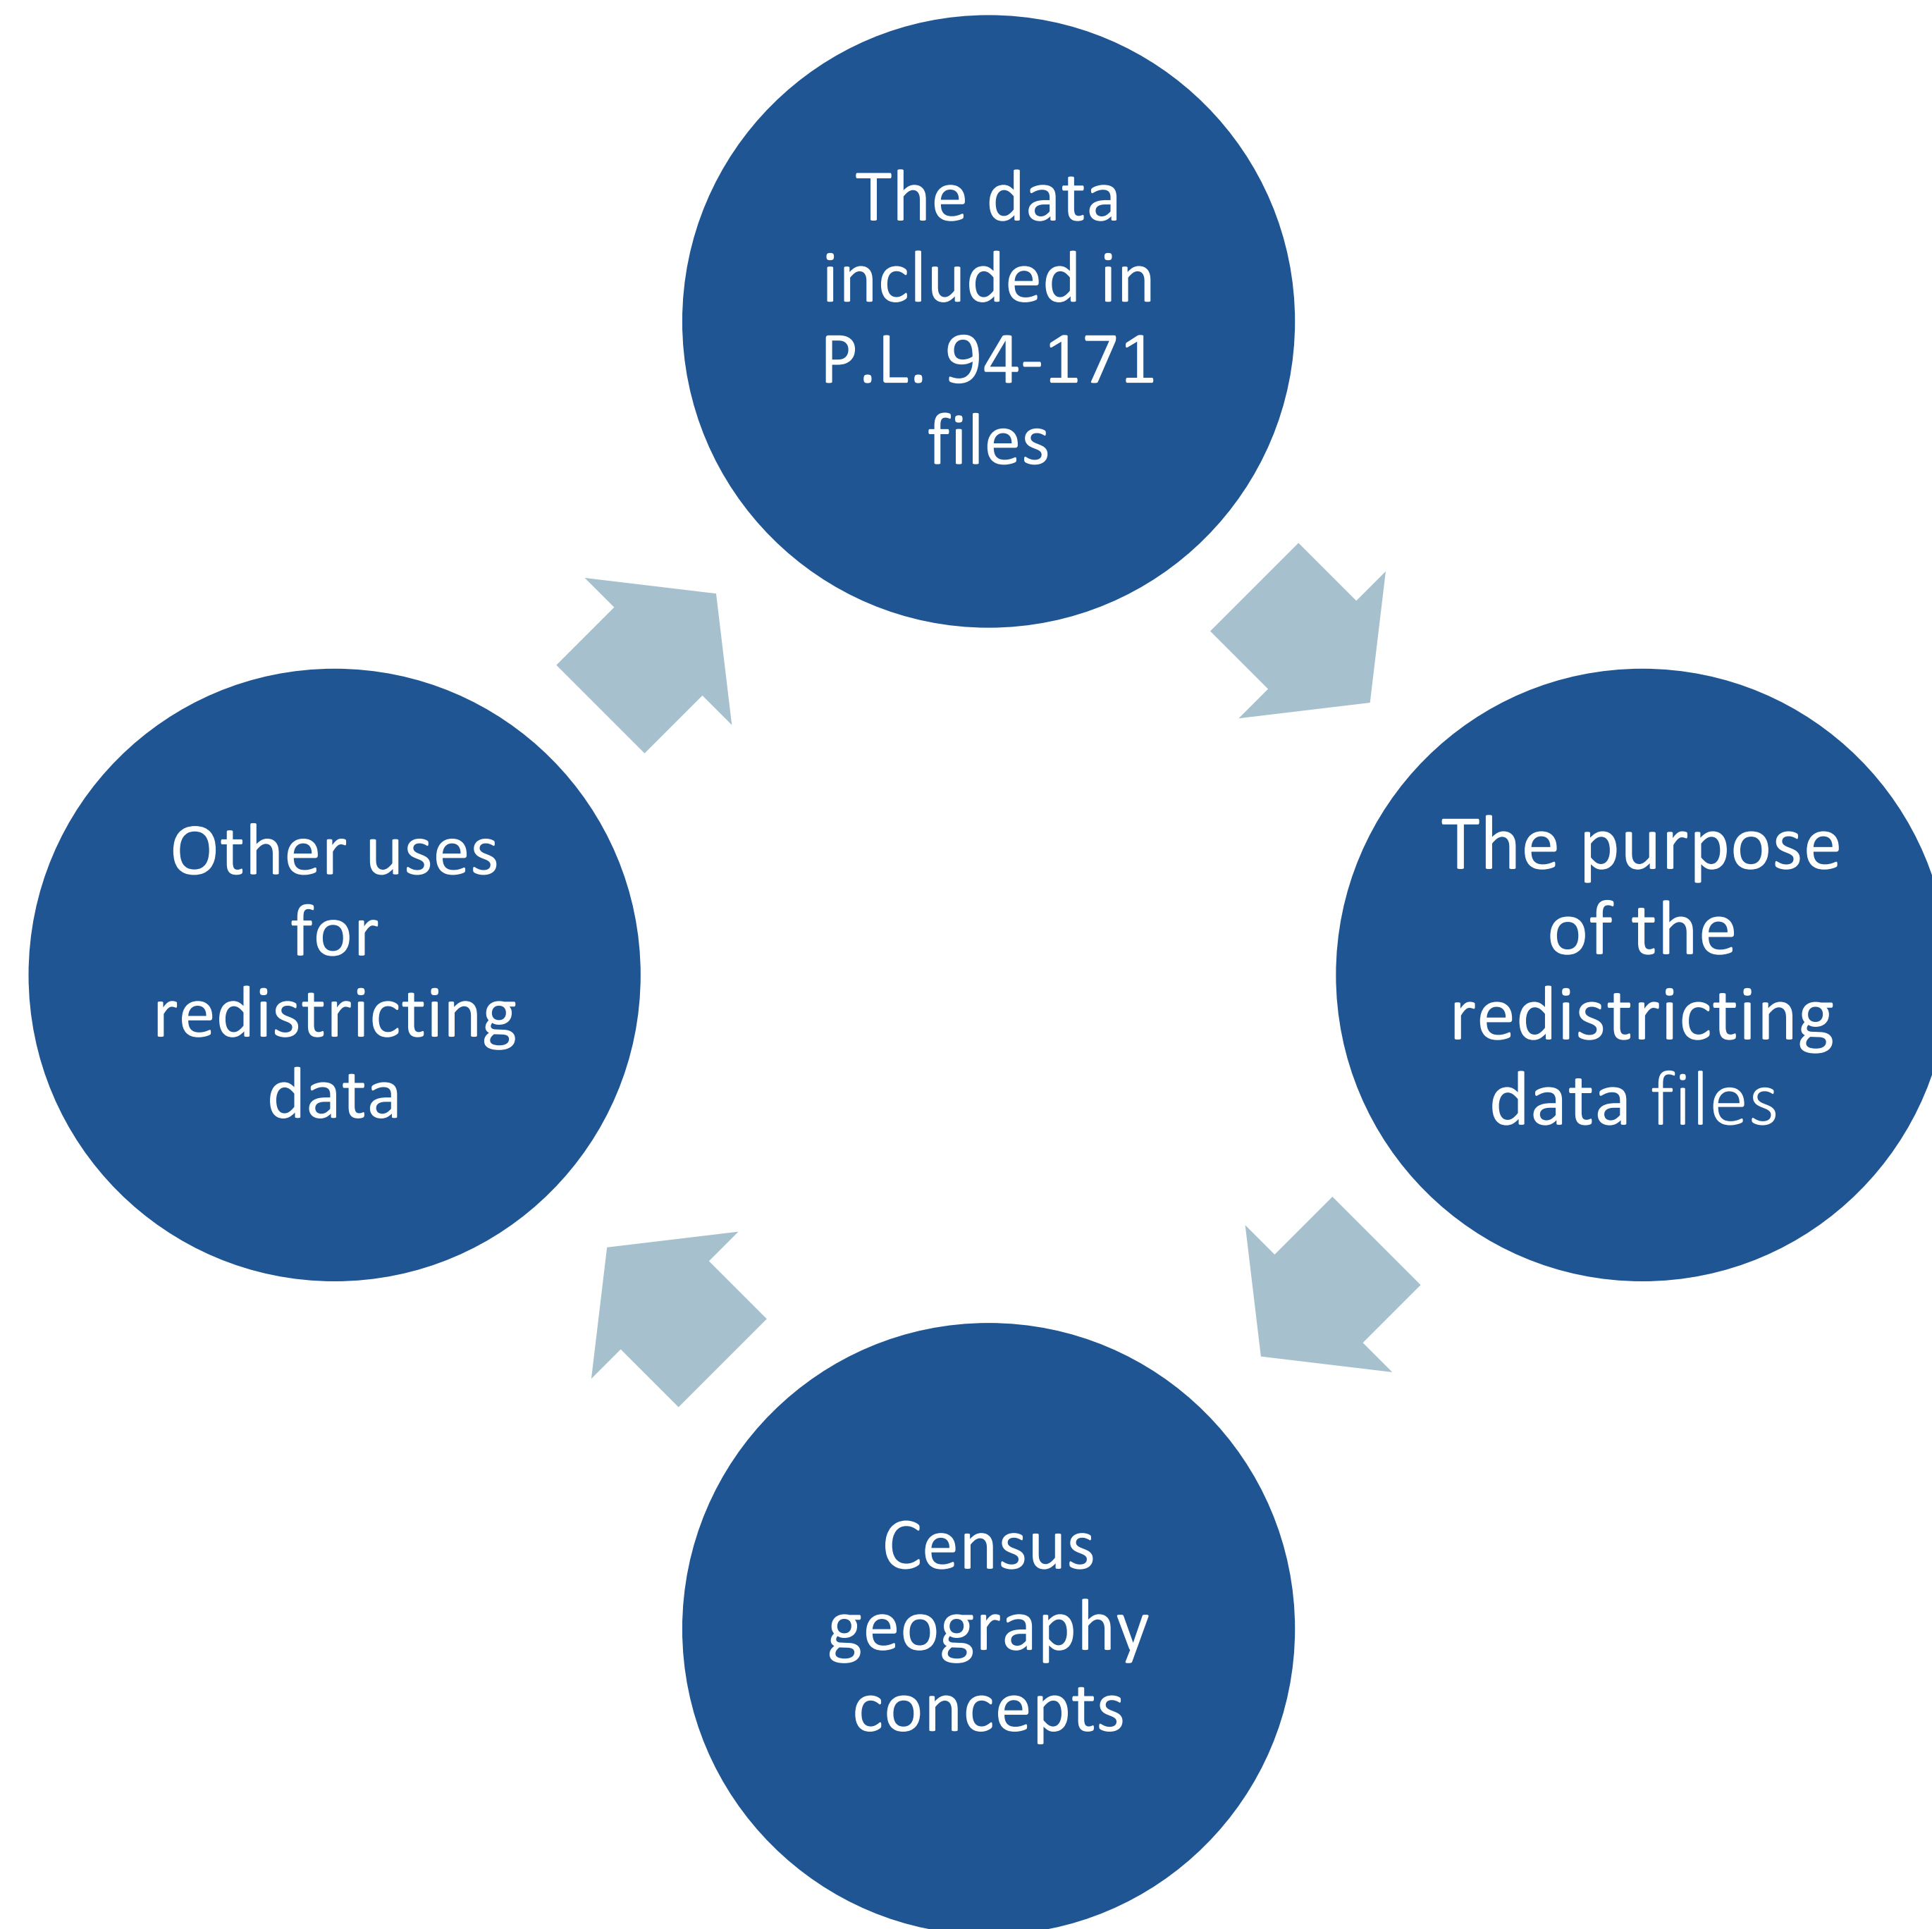 The data
included in
P.L. 94-171
files
The purpose
of the
redistricting
data files
Census
geography
concepts
Other uses
for
redistricting
data